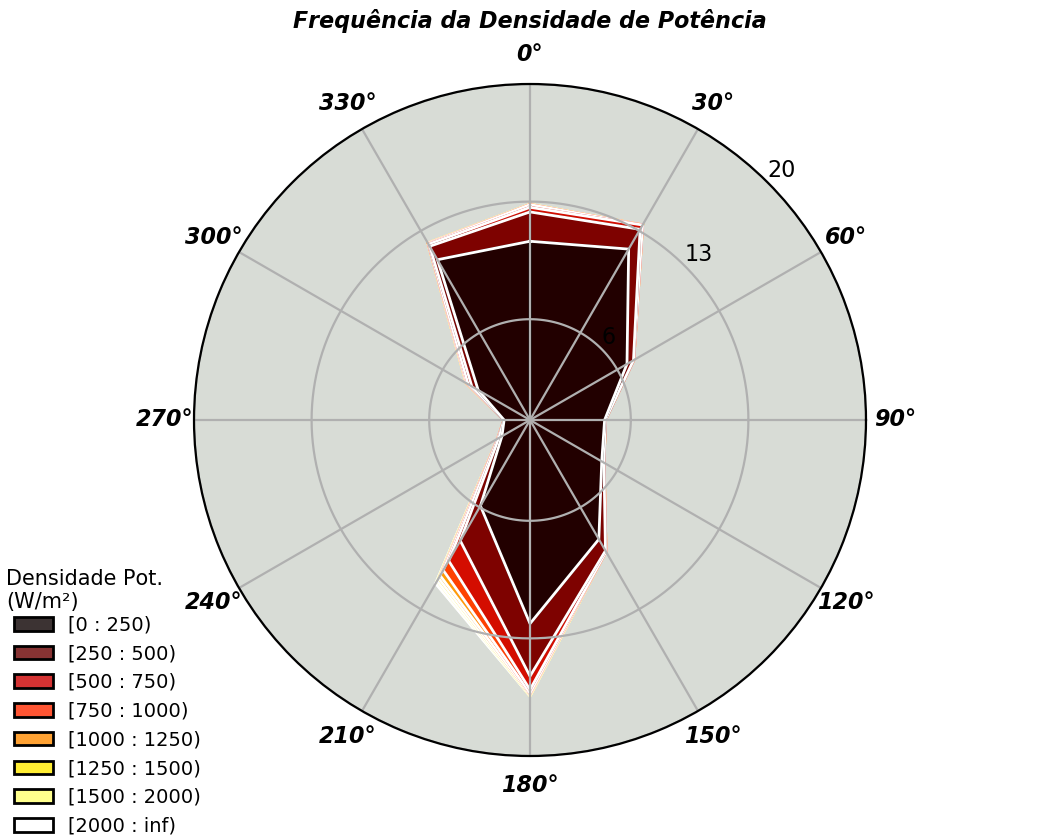 Frequência da Densidade de Potência
0°
330°
30°
20
300°
60°
13
6
270°
90°
240°
120°
210°
150°
180°
Densidade Pot.
(W/m²)
[0 : 250)
[250 : 500)
[500 : 750)
[750 : 1000)
[1000 : 1250)
[1250 : 1500)
[1500 : 2000)
[2000 : inf)